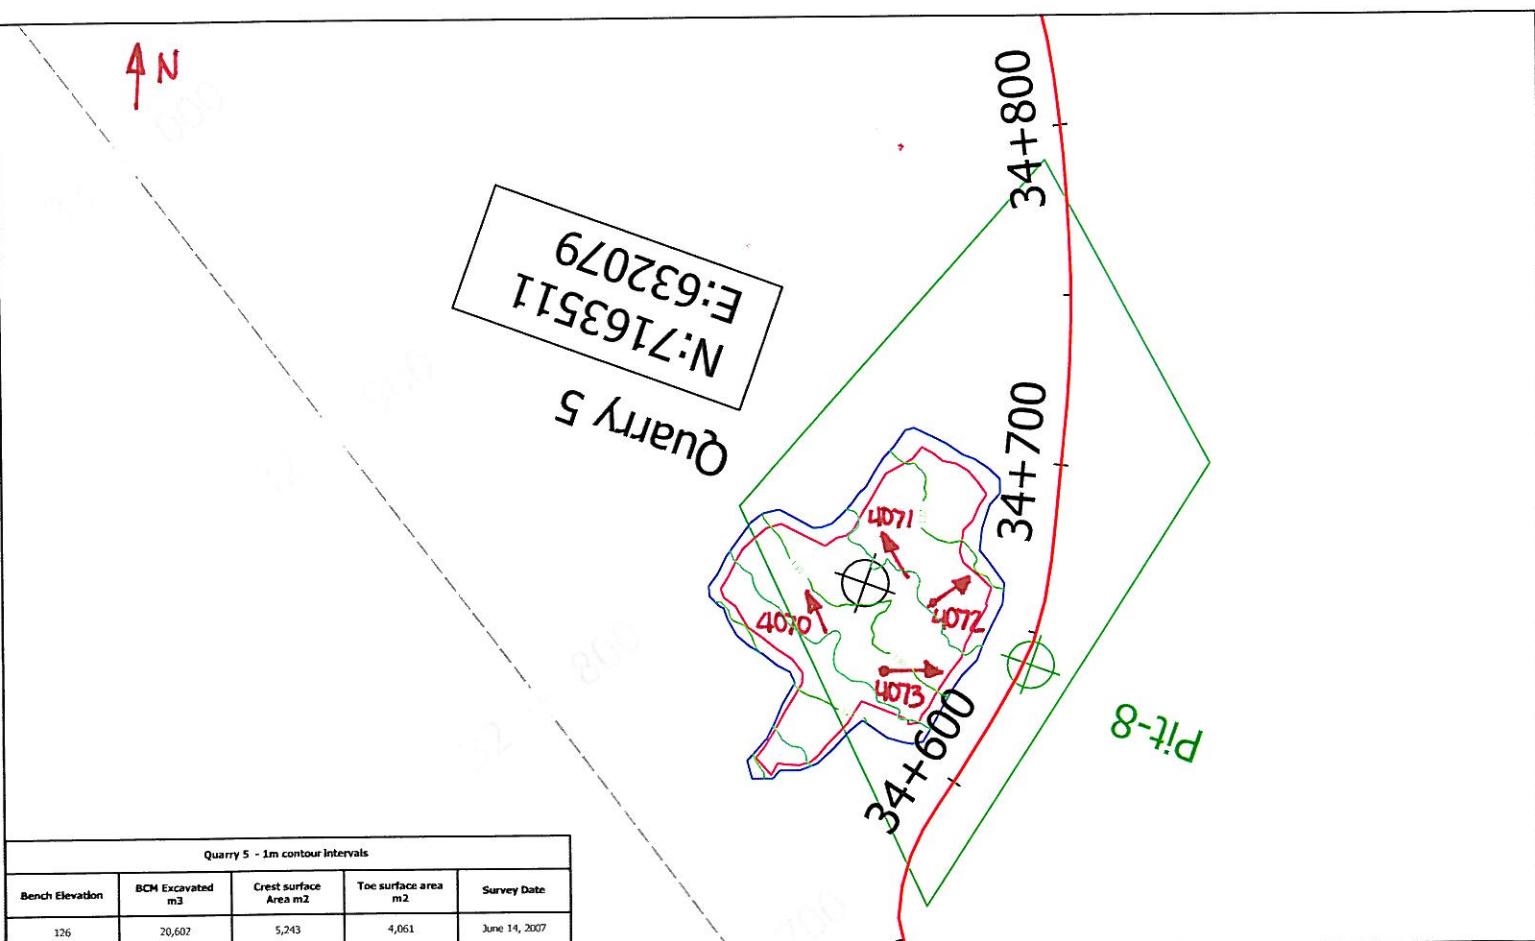 N
34+800
E:632079
N:7163511
Quarry 5
34+700
4071
4070
4072
4073
34+600
Pit-8
Quarry 5 - 1m contour intervals
Bench Elevation
BCM Excavated
m3
Crest surface
Area m2
Toe surface area
m2
Survey Date
126
20,602
5,243
4,061
June 14, 2007